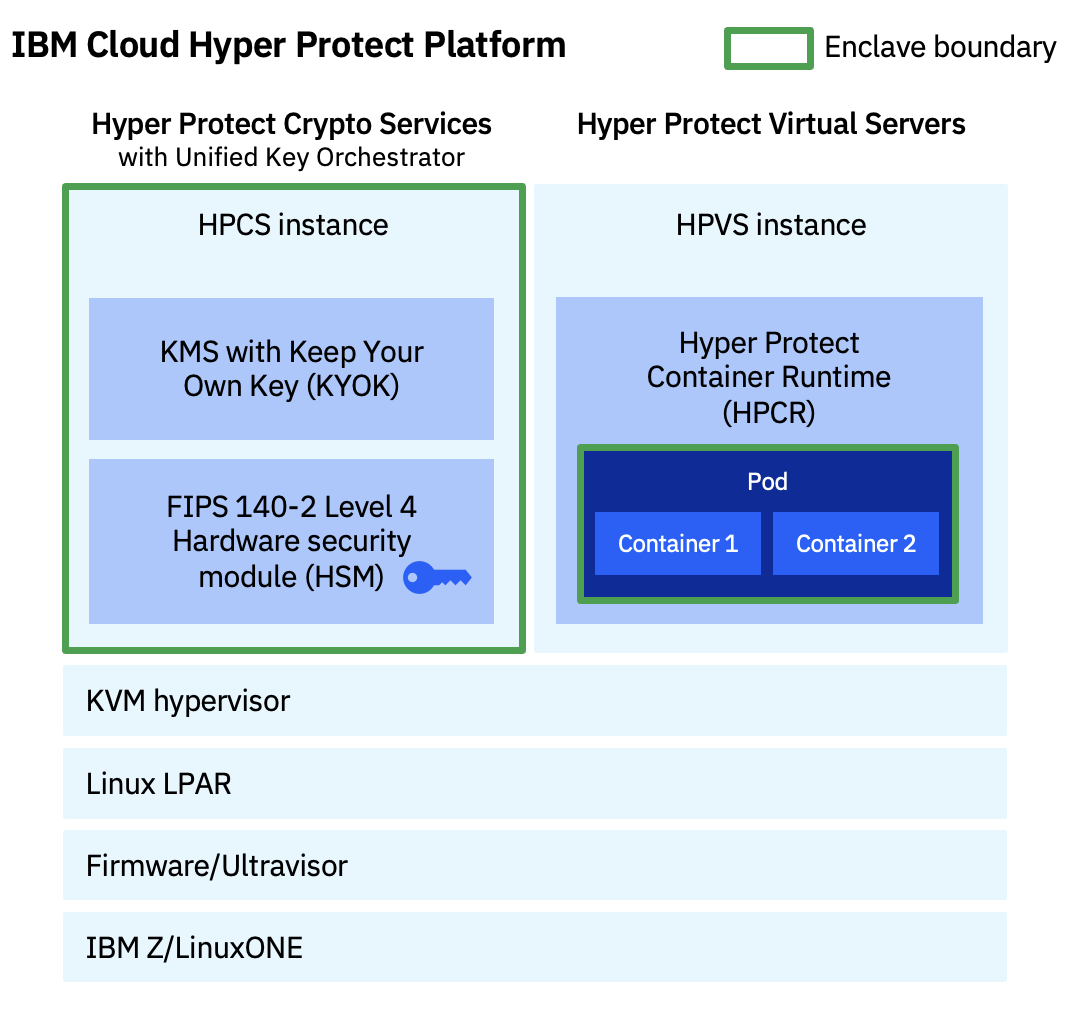 IBM Cloud Hyper Protect Platform
Enclave boundary
Hyper Protect Crypto Services
with Unified Key Orchestrator
Hyper Protect Virtual Servers
HPCS instance
KMS with Keep Your
Own Key (KYOK)
FIPS 140-2 Level 4
Hardware security
module (HSM)
HPVS instance
Hyper Protect
Container Runtime
(HPCR)
Pod
Container 1
Container 2
KVM hypervisor
Linux LPAR
Firmware/Ultravisor
IBM Z/LinuxONE